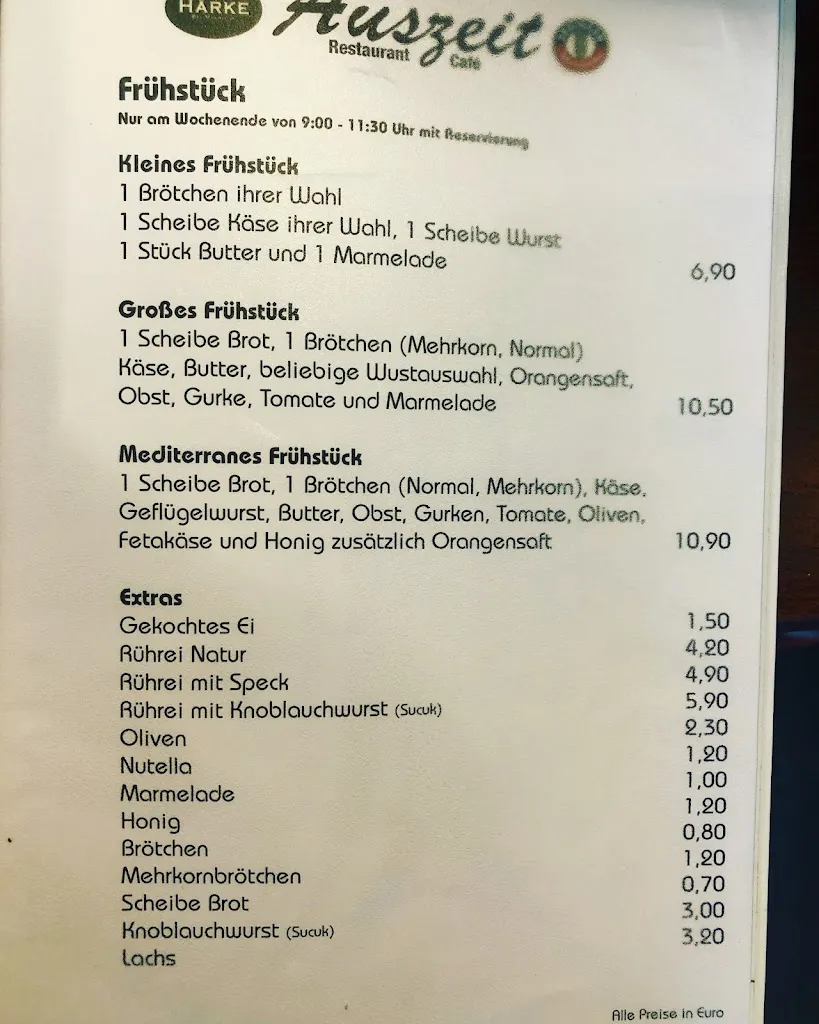 HARKE
Auszeit
Restaurant Café
Frühstück
Nur am Wochenende von 9:00 - 11:30 Uhr mit Reservierung
Kleines Frühstück
1 Brötchen ihrer Wahl
1 Scheibe Käse ihrer Wahl, 1 Scheibe Wurst
1 Stück Butter und 1 Marmelade 6,90
Großes Frühstück
1 Scheibe Brot, 1 Brötchen (Mehrkorn, Normal)
Käse, Butter, beliebige Wustauswahl, Orangensaft,
Obst, Gurke, Tomate und Marmelade 10,50
Mediterranes Frühstück
1 Scheibe Brot, 1 Brötchen (Normal, Mehrkorn), Käse,
Geflügelwurst, Butter, Obst, Gurken, Tomate, Oliven,
Fetakäse und Honig zusätzlich Orangensaft 10,90
Extras
Gekochtes Ei 1,50
Rührei Natur 4,20
Rührei mit Speck 4,90
Rührei mit Knoblauchwurst (Sucuk) 5,90
Oliven 2,30
Nutella 1,20
Marmelade 1,00
Honig 1,20
Brötchen 0,80
Mehrkornbrötchen 1,20
Scheibe Brot 0,70
Knoblauchwurst (Sucuk) 3,00
Lachs 3,20
Alle Preise in Euro